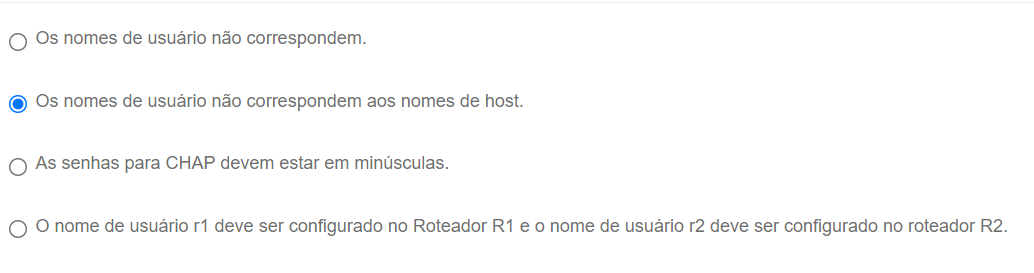 Os nomes de usuário não correspondem.
Os nomes de usuário não correspondem aos nomes de host.
As senhas para CHAP devem estar em minúsculas.
O nome de usuário r1 deve ser configurado no Roteador R1 e o nome de usuário r2 deve ser configurado no roteador R2.